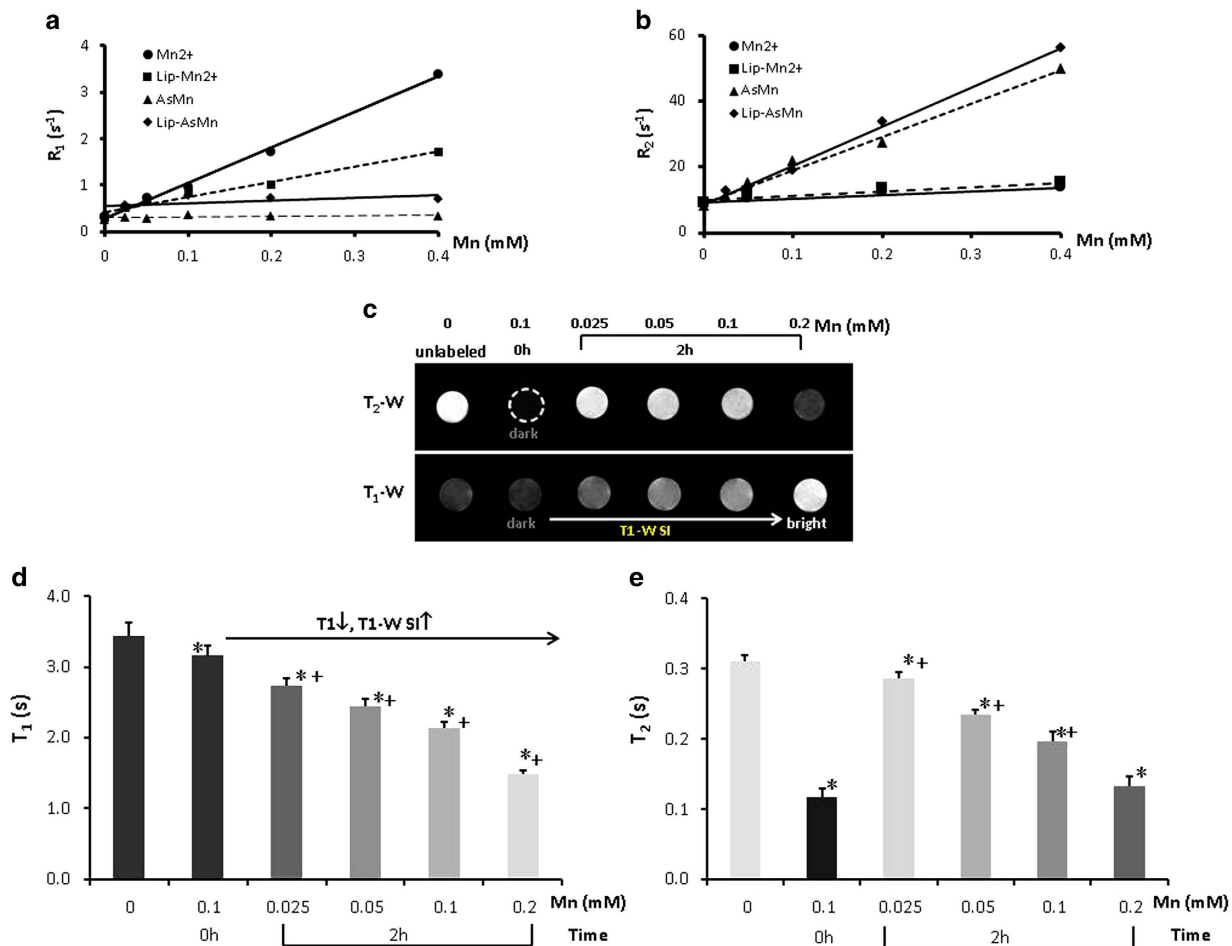 a
b
4
3
2
1
0
R1 (s-1)
Mn2+
Lip-Mn2+
AsMn
Lip-AsMn
0 0.1 0.2 0.3 0.4
Mn (mM)
60
40
20
0
R2 (s-1)
Mn2+
Lip-Mn2+
AsMn
Lip-AsMn
0 0.1 0.2 0.3 0.4
Mn (mM)
c
0 0.1 0.025 0.05 0.1 0.2 Mn (mM)
unlabeled 0h 2h
T2-W
dark
T1-W
dark
T1-W SI
bright
d
4.0
3.0
2.0
1.0
0.0
T1 (s)
T1↓, T1-W SI↑
* *+ *+ *+ *+
0 0.1 0.025 0.05 0.1 0.2 Mn (mM)
0h 2h Time
e
0.4
0.3
0.2
0.1
0.0
T2 (s)
* *+ *+ *+ *
0 0.1 0.025 0.05 0.1 0.2 Mn (mM)
0h 2h Time